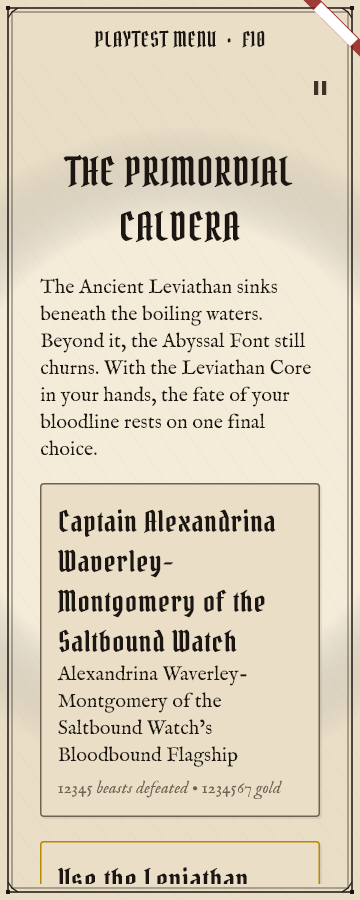 PLAYTEST MENU · F10
THE PRIMORDIAL
CALDERA
The Ancient Leviathan sinks
beneath the boiling waters.
Beyond it, the Abyssal Font still
churns. With the Leviathan Core
in your hands, the fate of your
bloodline rests on one final
choice.
Captain Alexandrina
Waverley-
Montgomery of the
Saltbound Watch
Alexandrina Waverley-
Montgomery of the
Saltbound Watch's
Bloodbound Flagship
12345 beasts defeated • 1234567 gold
Use the Leviathan